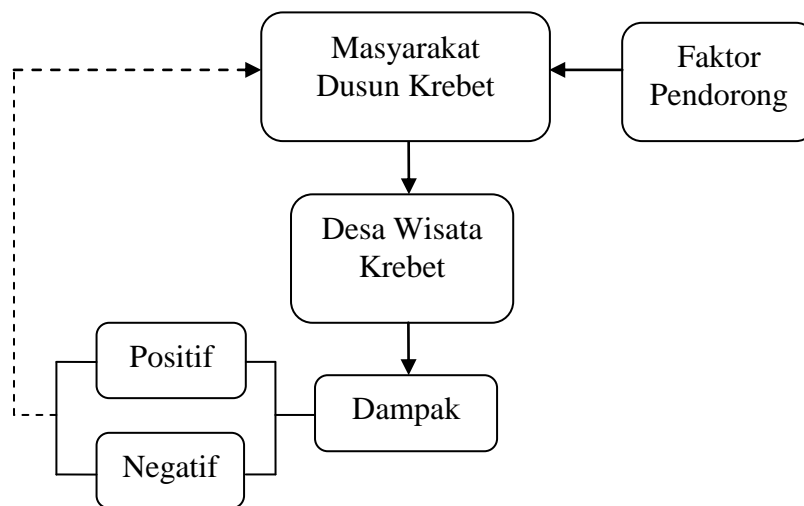 Masyarakat
Dusun Krebet
Faktor
Pendorong
Desa Wisata
Krebet
Positif
Dampak
Negatif